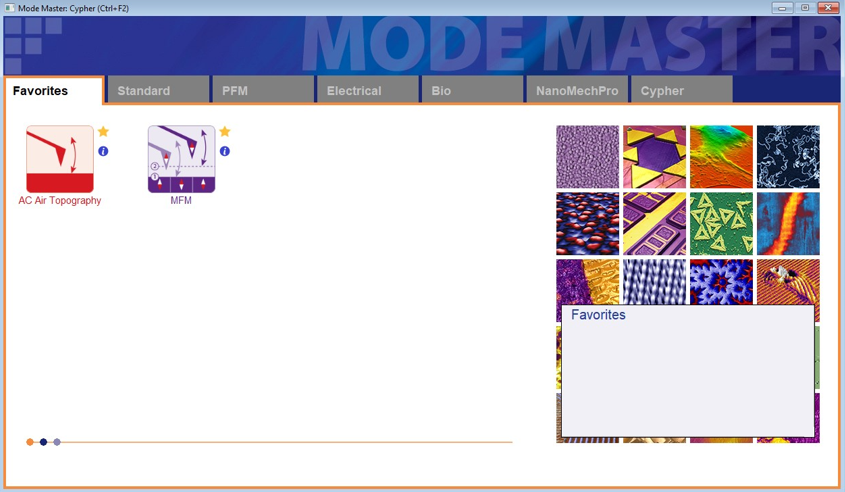 Mode Master: Cypher (Ctrl+F2)
MODE MASTER
Favorites
Standard
PFM
Electrical
Bio
NanoMechPro
Cypher
AC Air Topography
MFM
Favorites